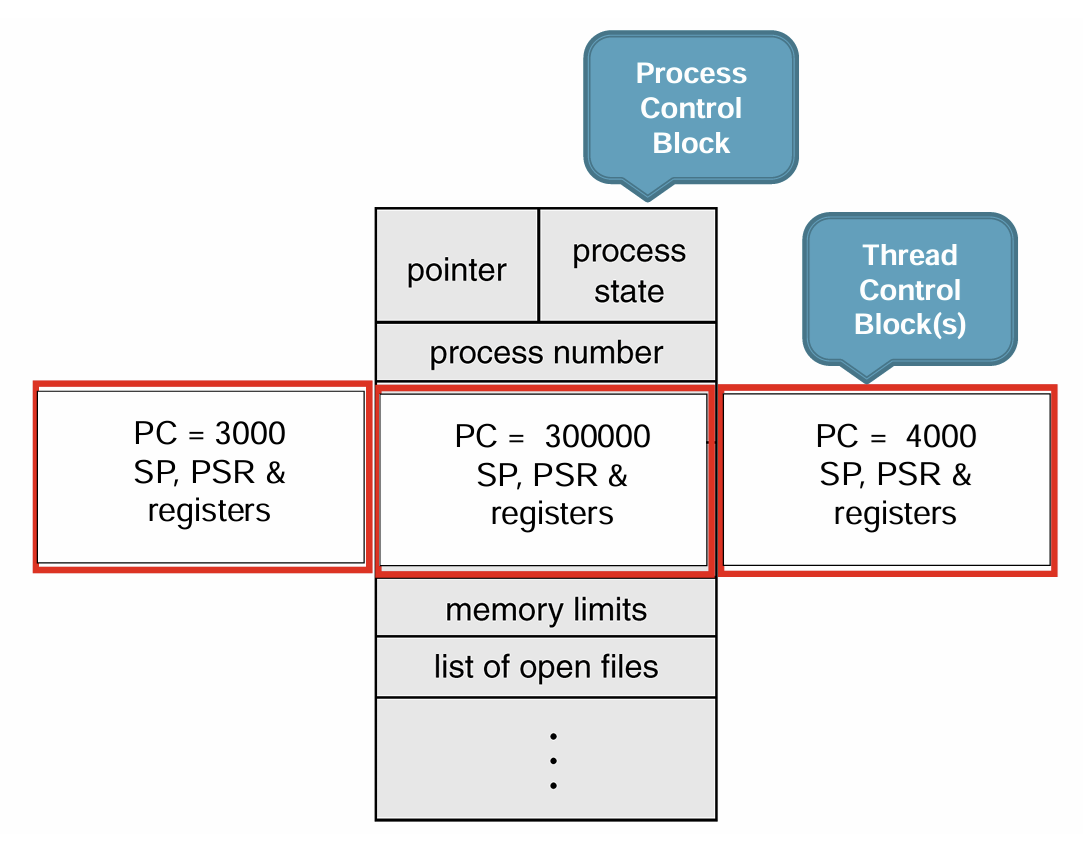 Process
Control
Block
Thread
Control
Block(s)
pointer
process
state
process number
PC = 3000
SP, PSR &
registers
PC =  300000
SP, PSR &
registers
PC =  4000
SP, PSR &
registers
memory limits
list of open files